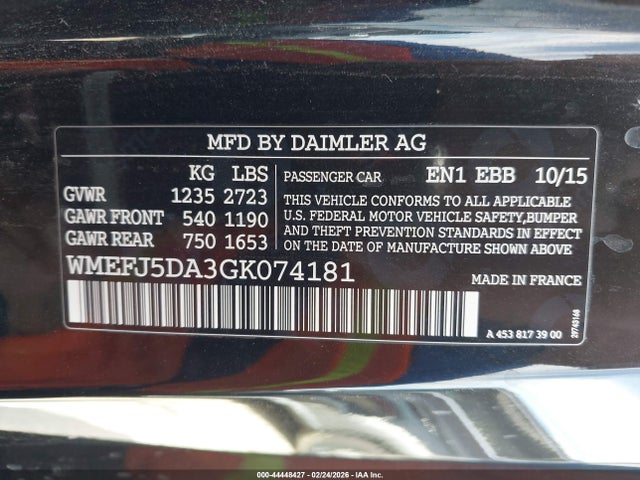 MFD BY DAIMLER AG
KG LBS
GVWR 1235 2723
GAWR FRONT 540 1190
GAWR REAR 750 1653
PASSENGER CAR EN1 EBB 10/15
THIS VEHICLE CONFORMS TO ALL APPLICABLE
U.S. FEDERAL MOTOR VEHICLE SAFETY,BUMPER
AND THEFT PREVENTION STANDARDS IN EFFECT
ON THE DATE OF MANUFACTURE SHOWN ABOVE
WMEFJ5DA3GK074181 MADE IN FRANCE
A 453 817 39 00
000-44448427 - 02/24/2026 - IAAI Inc.